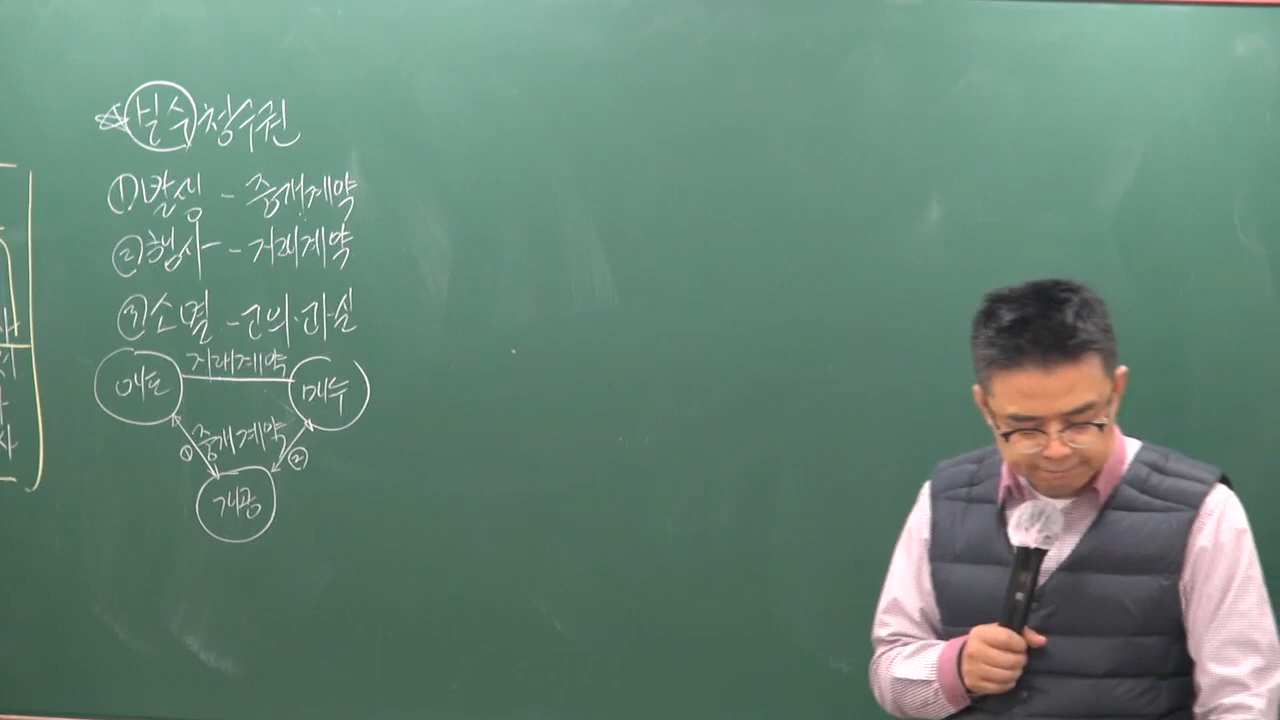 ☆보수청구권
①발생 - 중개계약
②행사 - 거래계약
③소멸 - 고의·과실
거래계약
매도
매수
중개계약
①
②
개공